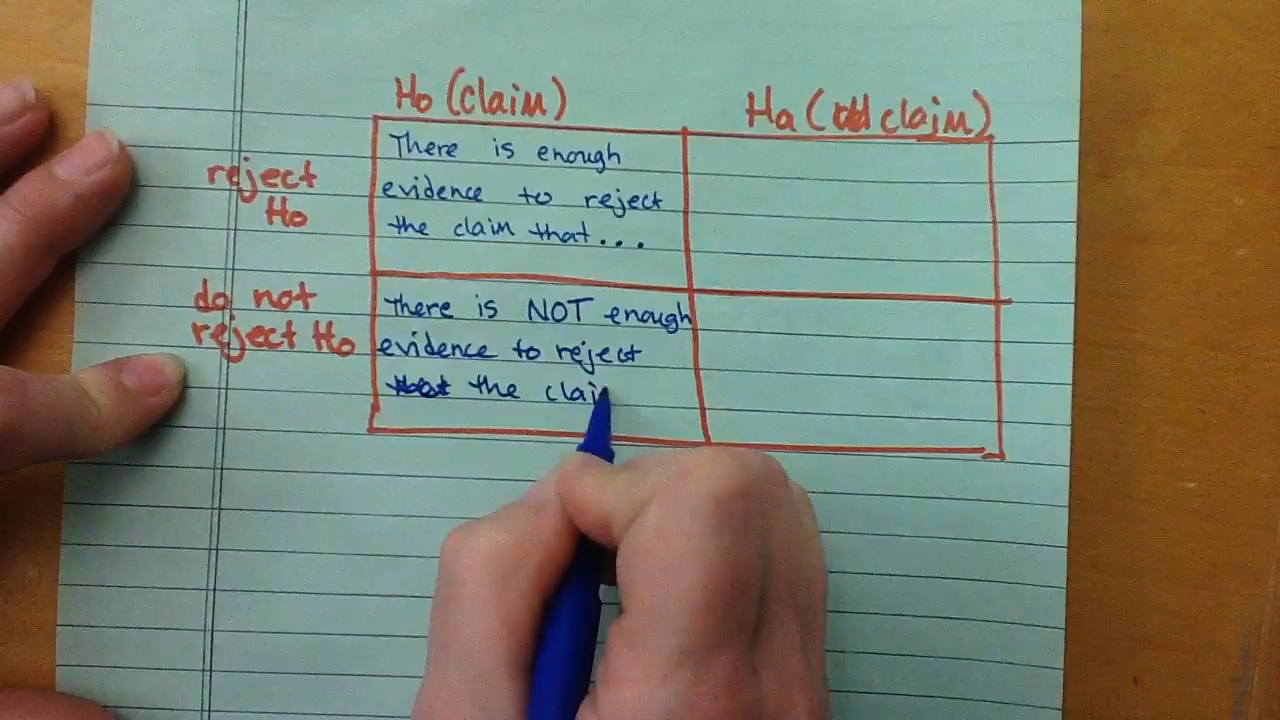 Ho (claim)
Ha (claim)
reject
Ho
There is enough
evidence to reject
the claim that...
do not
reject Ho
There is NOT enough
evidence to reject
the clai